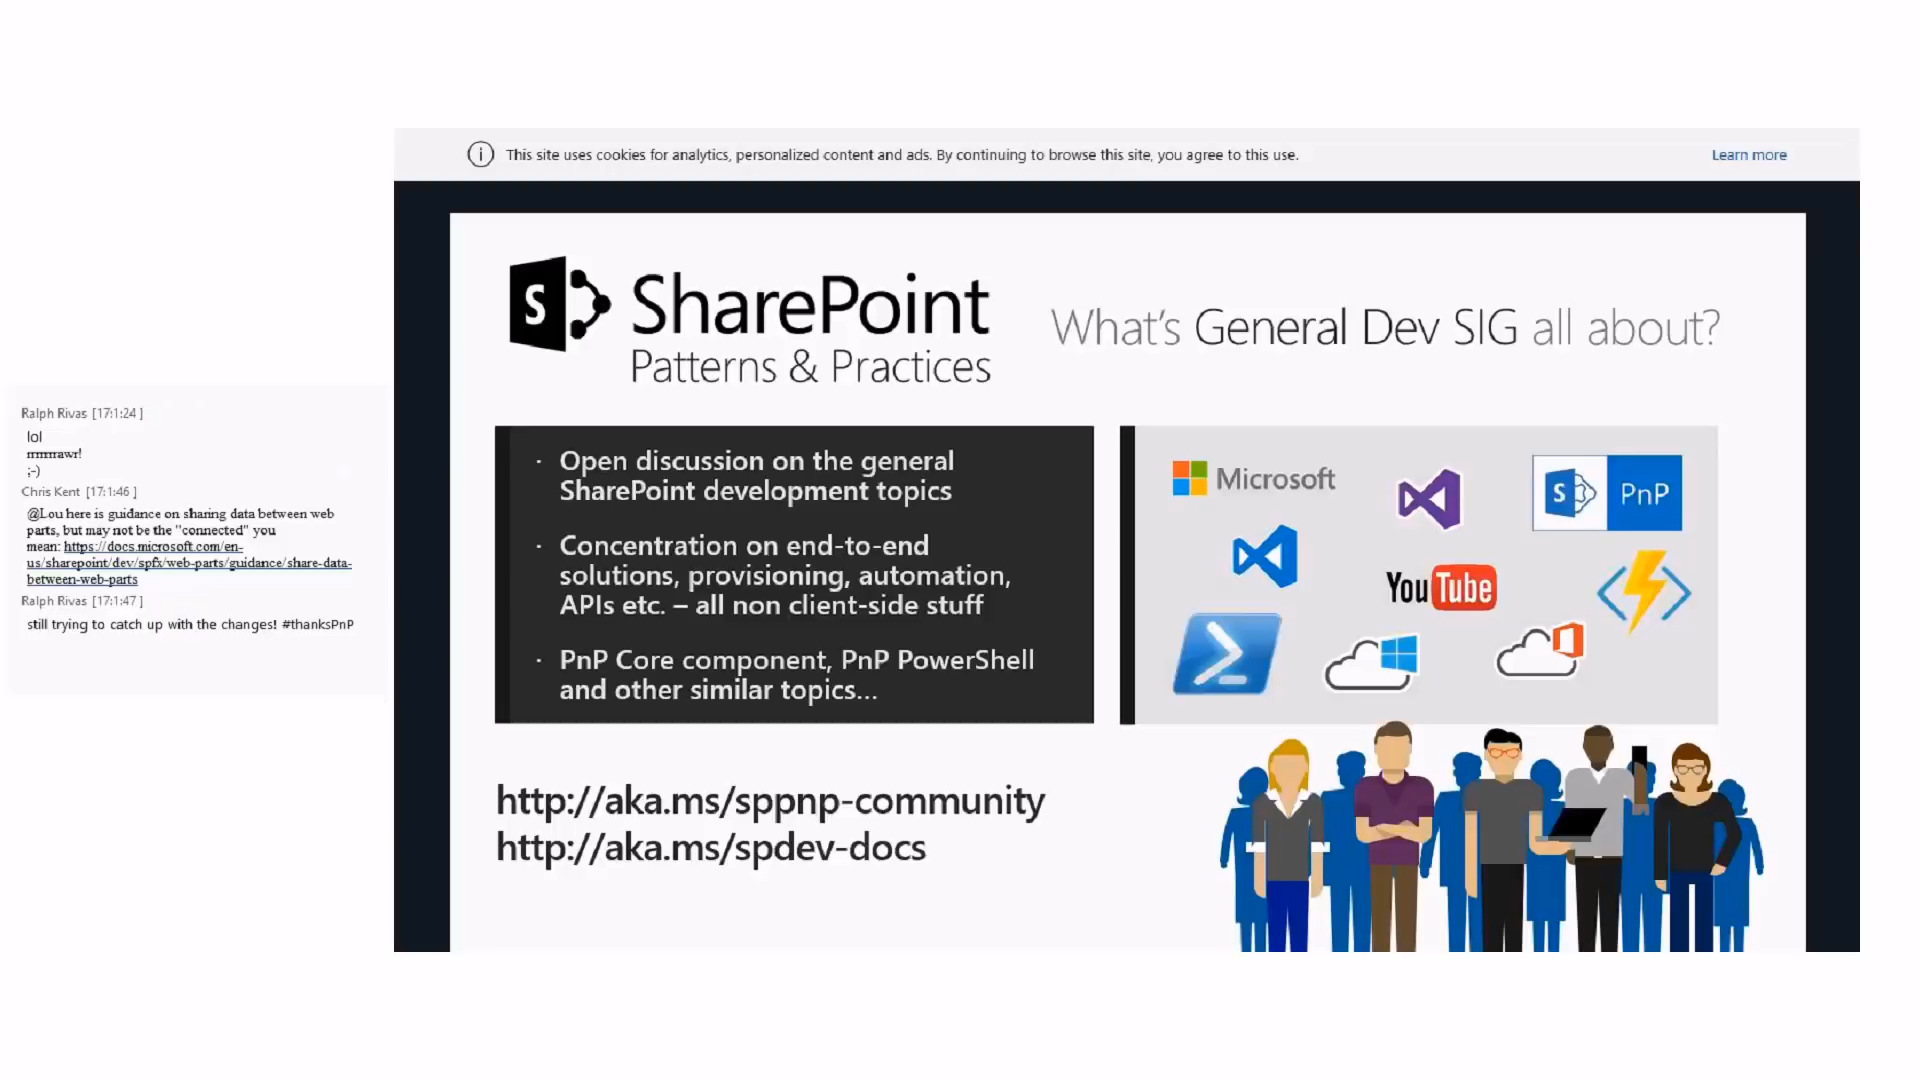 This site uses cookies for analytics, personalized content and ads. By continuing to browse this site, you agree to this use.
Learn more
S
SharePoint
Patterns & Practices
What's General Dev SIG all about?
Ralph Rivas [17:1:24 ]
lol
rrrrrrrawr!
;-)
Chris Kent [17:1:46 ]
@Lou here is guidance on sharing data between web
parts, but may not be the "connected" you
mean: https://docs.microsoft.com/en-
us/sharepoint/dev/spfx/web-parts/guidance/share-data-
between-web-parts
Ralph Rivas [17:1:47 ]
still trying to catch up with the changes! #thanksPnP
· Open discussion on the general
SharePoint development topics
· Concentration on end-to-end
solutions, provisioning, automation,
APIs etc. – all non client-side stuff
· PnP Core component, PnP PowerShell
and other similar topics...
Microsoft
S
PnP
YouTube
http://aka.ms/sppnp-community
http://aka.ms/spdev-docs